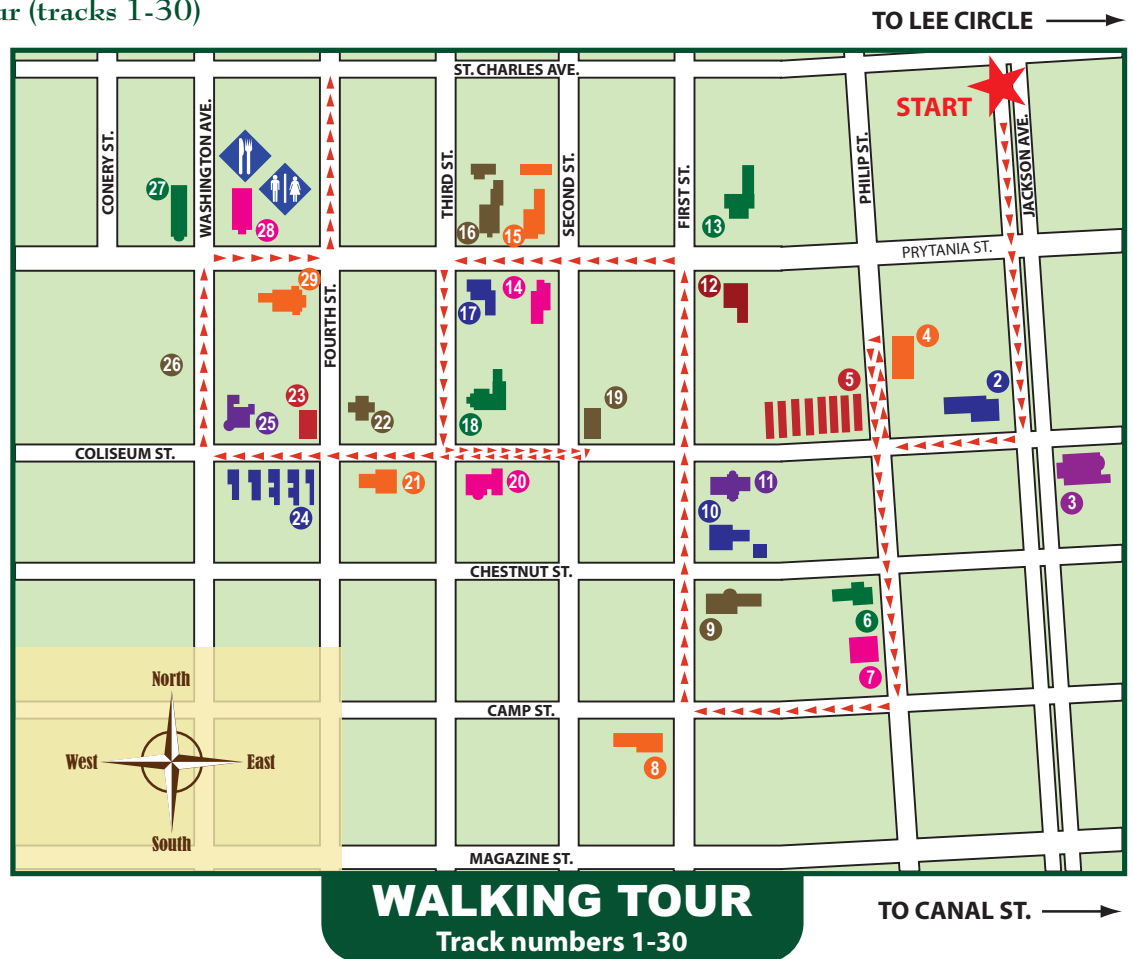 ur (tracks 1-30)
TO LEE CIRCLE
ST. CHARLES AVE.
START
CONERY ST.
WASHINGTON AVE.
THIRD ST.
SECOND ST.
FIRST ST.
PHILIP ST.
JACKSON AVE.
27
28
16
15
13
PRYTANIA ST.
29
FOURTH ST.
17
14
12
4
26
5
2
23
19
25
22
18
COLISEUM ST.
24
21
20
11
10
3
CHESTNUT ST.
9
6
7
North
West
East
South
CAMP ST.
8
MAGAZINE ST.
WALKING TOUR
Track numbers 1-30
TO CANAL ST.